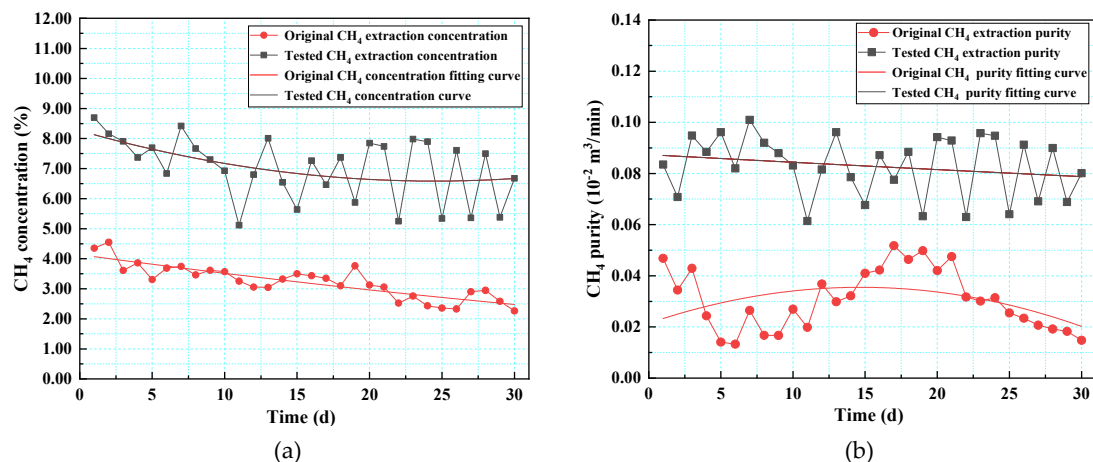 12.00
11.00
10.00
9.00
8.00
7.00
6.00
5.00
4.00
3.00
2.00
1.00
0.00
CH₄ concentration (%)
Original CH₄ extraction concentration
Tested CH₄ extraction concentration
Original CH₄ concentration fitting curve
Tested CH₄ concentration curve
0 5 10 15 20 25 30
Time (d)
(a)
0.14
0.12
0.10
0.08
0.06
0.04
0.02
0.00
CH₄ purity (10⁻² m³/min)
Original CH₄ extraction purity
Tested CH₄ extraction purity
Original CH₄ purity fitting curve
Tested CH₄ purity fitting curve
0 5 10 15 20 25 30
Time (d)
(b)